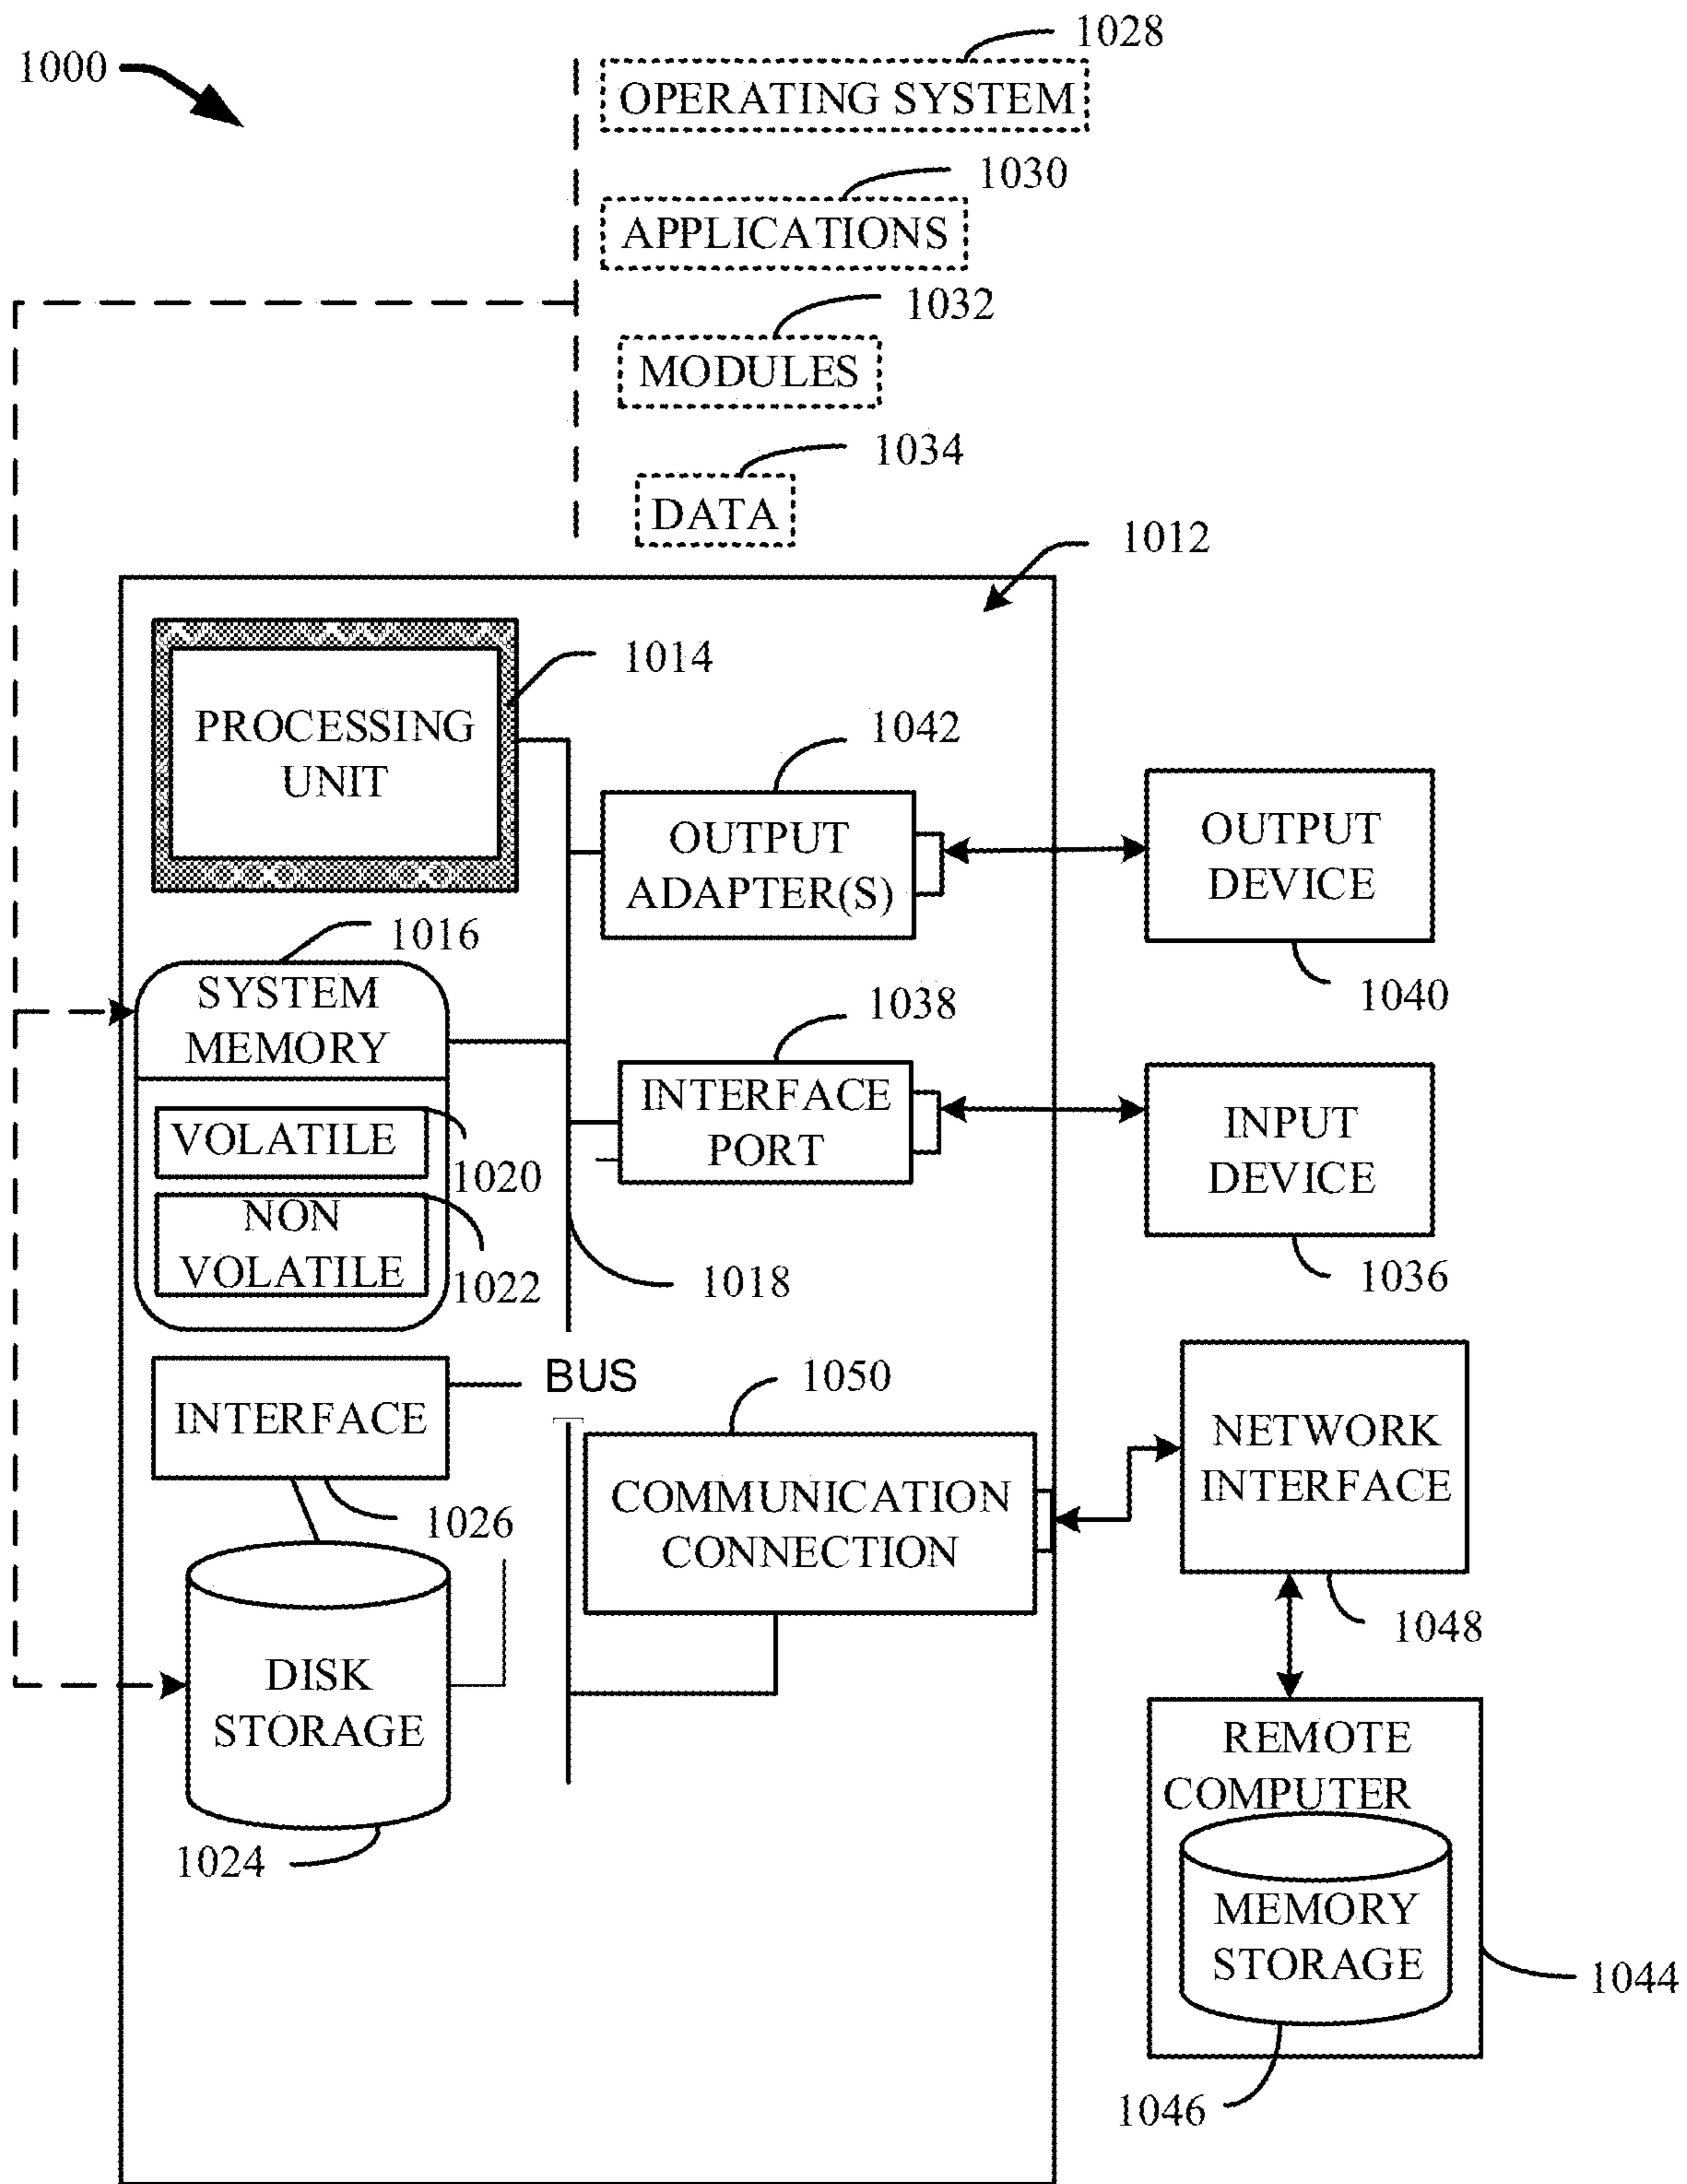 1000
1028
OPERATING SYSTEM
1030
APPLICATIONS
1032
MODULES
1034
DATA
1012
PROCESSING
UNIT
1014
1042
OUTPUT
ADAPTER(S)
OUTPUT
DEVICE
1040
1016
SYSTEM
MEMORY
VOLATILE
1020
NON
VOLATILE
1022
1038
INTERFACE
PORT
INPUT
DEVICE
1036
1018
INTERFACE
BUS
1026
1050
COMMUNICATION
CONNECTION
NETWORK
INTERFACE
1048
DISK
STORAGE
1024
REMOTE
COMPUTER
MEMORY
STORAGE
1044
1046